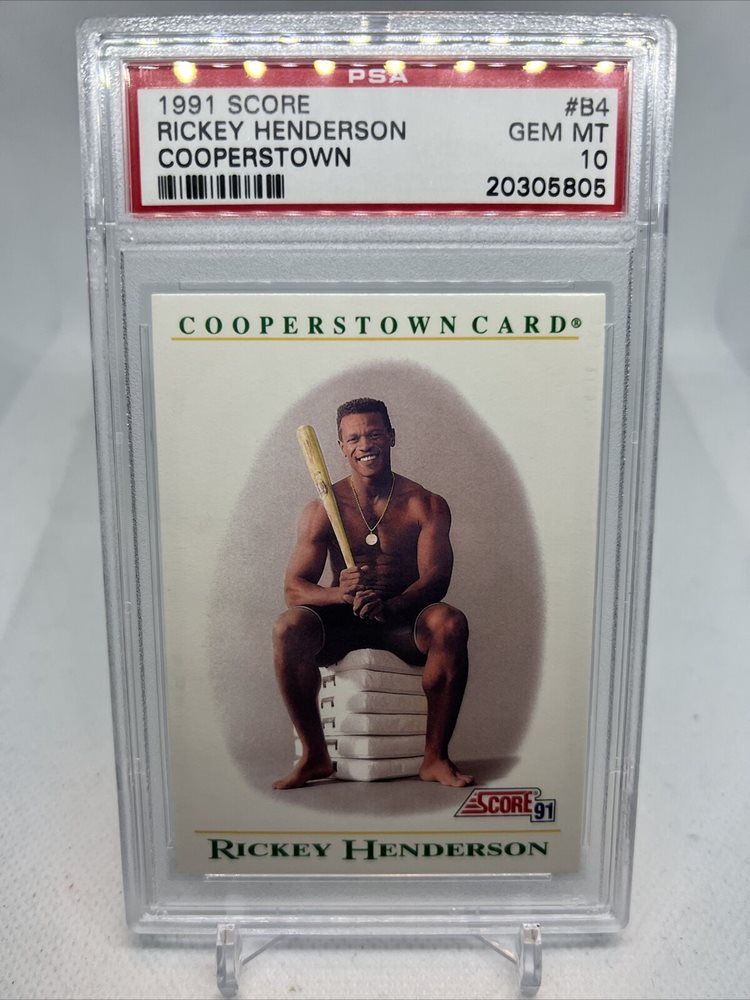 PSA
1991 SCORE #B4
RICKEY HENDERSON GEM MT
COOPERSTOWN 10
20305805
COOPERSTOWN CARD®
SCORE® 91
RICKEY HENDERSON